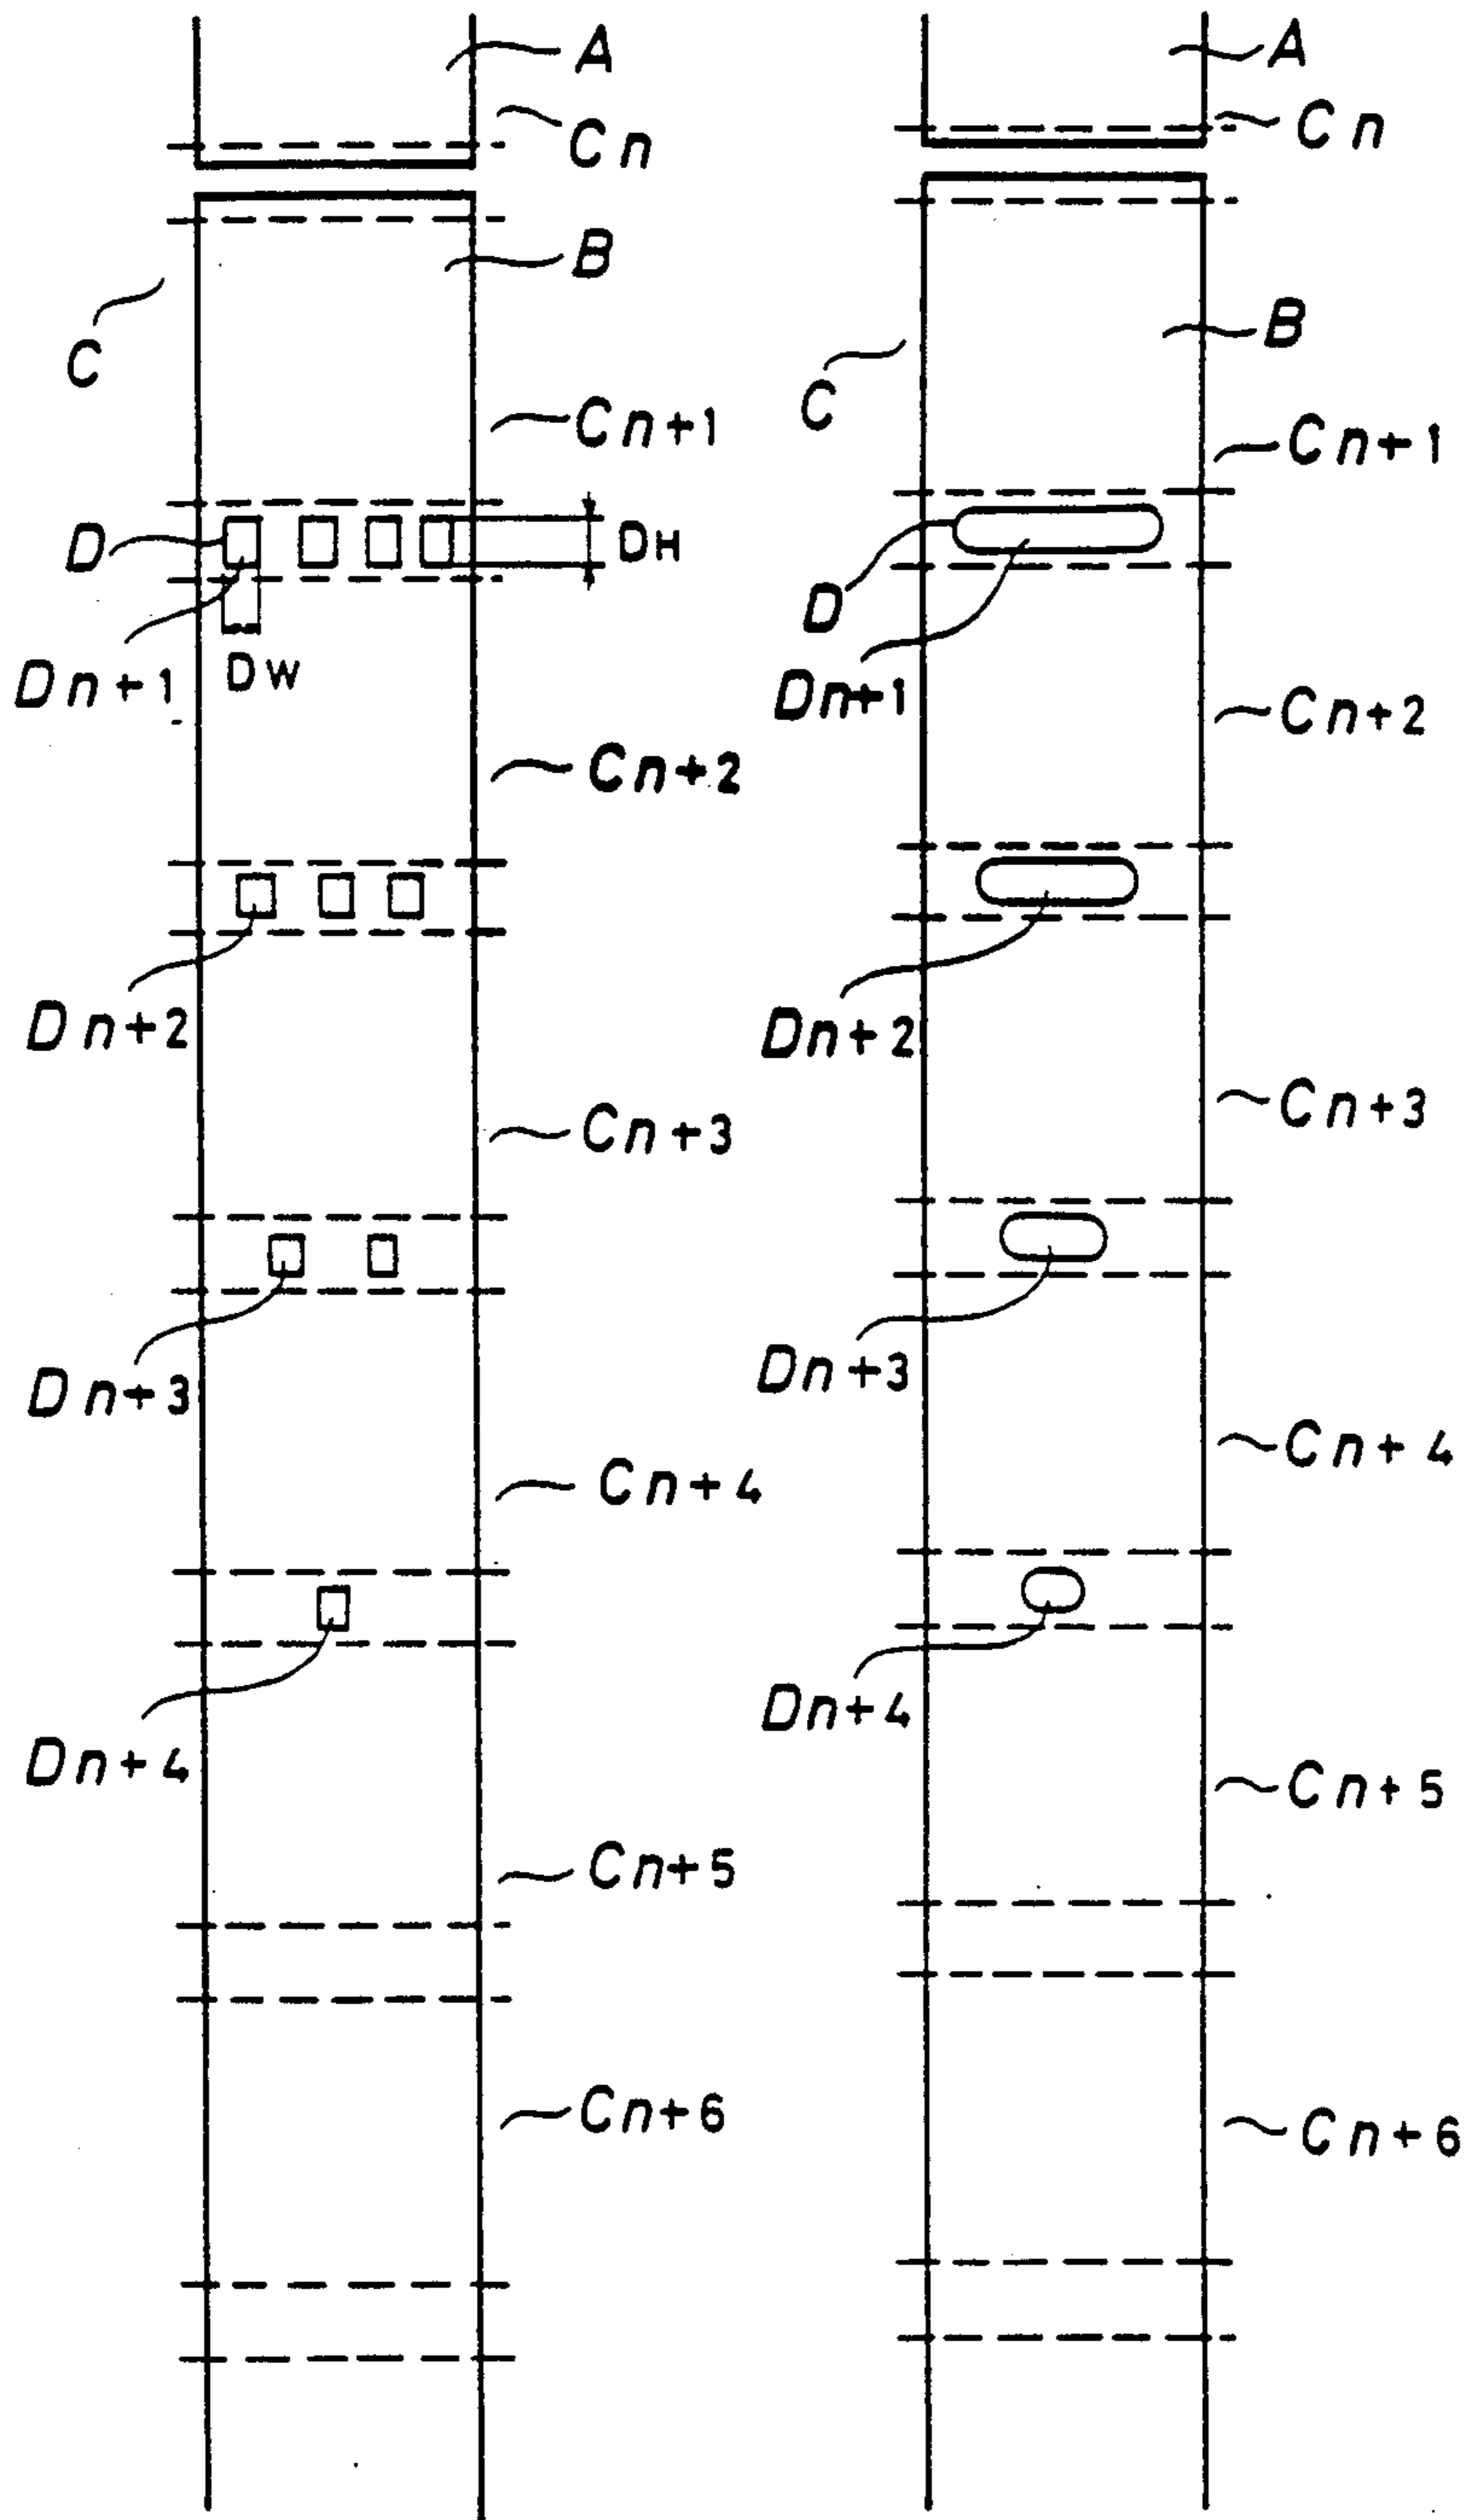 A
Cn
B
C
Cn+1
D
DH
Dn+1
DW
Cn+2
Dn+2
Cn+3
Dn+3
Cn+4
Dn+4
Cn+5
Cn+6
A
Cn
B
C
Cn+1
D
Dn+1
Cn+2
Dn+2
Cn+3
Dn+3
Cn+4
Dn+4
Cn+5
Cn+6